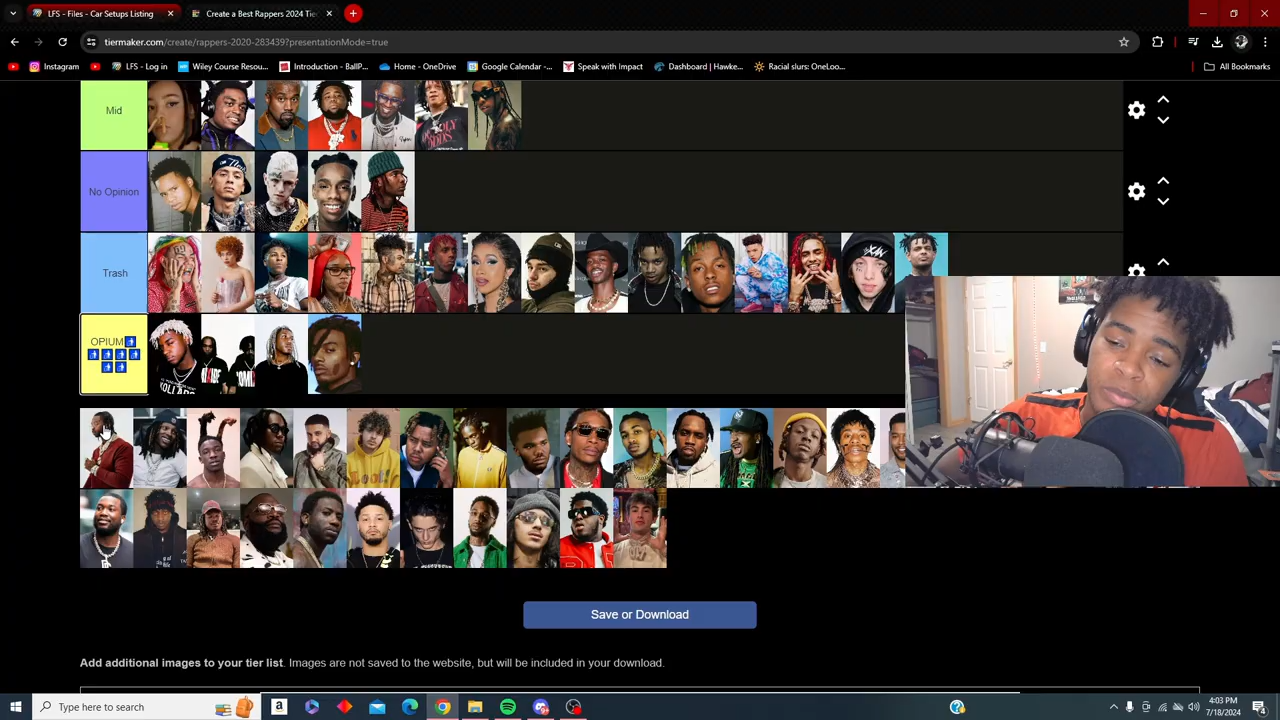 LFS - Files - Car Setups Listing
Create a Best Rappers 2024 Tie
tiermaker.com/create/rappers-2020-283439?presentationMode=true
Instagram
LFS - Log in
Wiley Course Resou...
Introduction - BallP...
Home - OneDrive
Google Calendar -...
Speak with Impact
Dashboard | Hawke...
Racial slurs: OneLoo...
All Bookmarks
Mid
No Opinion
Trash
OPIUM
Save or Download
Add additional images to your tier list. Images are not saved to the website, but will be included in your download.
Type here to search
4:03 PM
7/18/2024